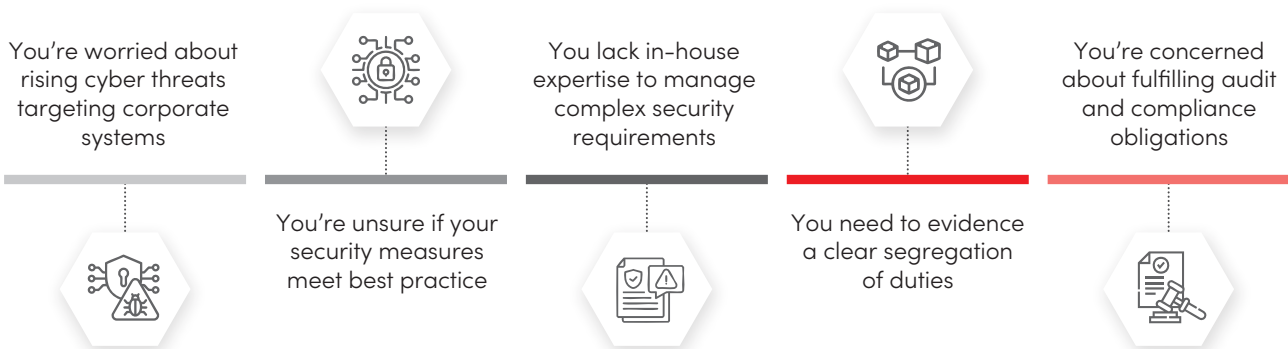 You’re worried about
rising cyber threats
targeting corporate
systems
You’re unsure if your
security measures
meet best practice
You lack in-house
expertise to manage
complex security
requirements
You need to evidence
a clear segregation
of duties
You’re concerned
about fulfilling audit
and compliance
obligations